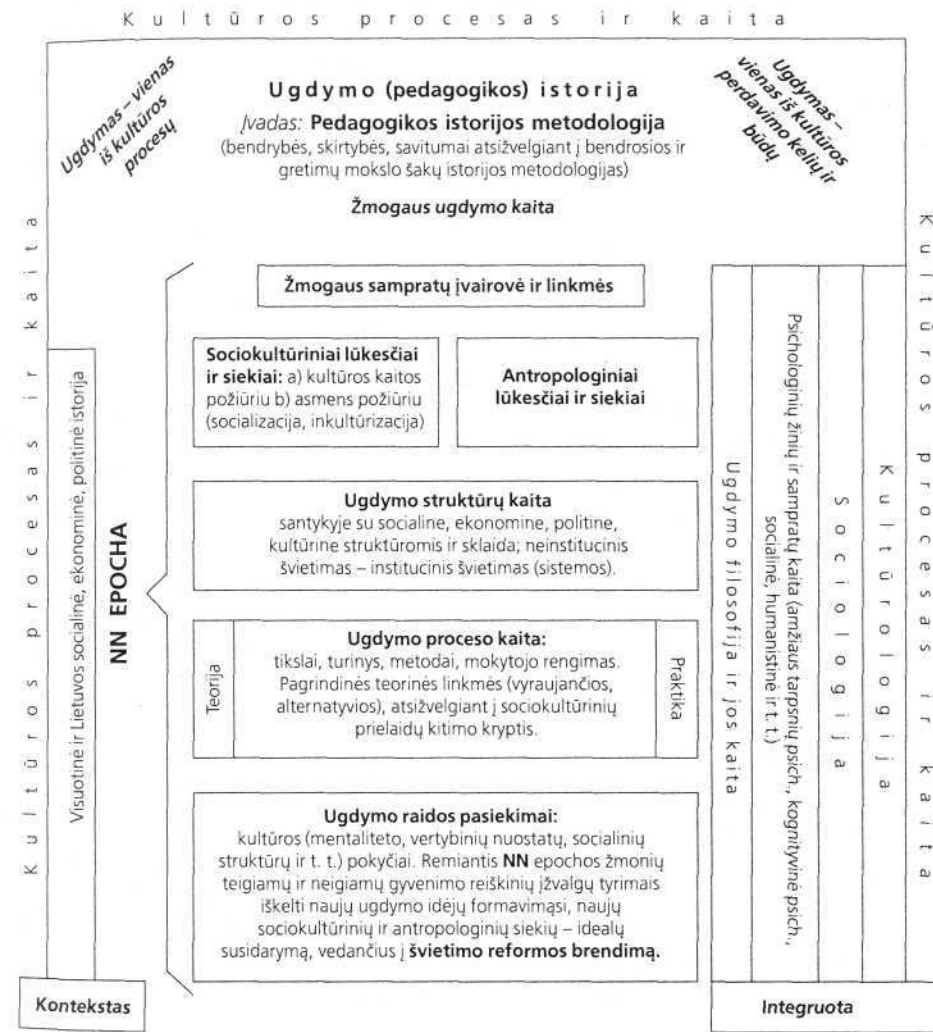 Kultūros procesas ir kaita
Ugdymas – vienas
iš kultūros
procesų
Ugdymo (pedagogikos) istorija
Įvadas: Pedagogikos istorijos metodologija
(bendrybės, skirtybės, savitumai atsižvelgiant į bendrosios ir
gretimų mokslo šakų istorijos metodologijas)
Žmogaus ugdymo kaita
Ugdymas –
vienas iš kultūros
perdavimo kelių ir
būdų
Kultūros procesas ir kaita
Visuotinė ir Lietuvos socialinė, ekonominė, politinė istorija
NN EPOCHA
Žmogaus sampratų įvairovė ir linkmės
Sociokultūriniai lūkesčiai
ir siekiai: a) kultūros kaitos
požiūriu b) asmens požiūriu
(socializacija, inkultūrizacija)
Antropologiniai
lūkesčiai ir siekiai
Ugdymo struktūrų kaita
santykyje su socialine, ekonomine, politine,
kultūrine struktūromis ir sklaida; neinstitucinis
švietimas – institucinis švietimas (sistemos).
Teorija
Ugdymo proceso kaita:
tikslai, turinys, metodai, mokytojo rengimas.
Pagrindinės teorinės linkmės (vyraujančios,
alternatyvios), atsižvelgiant į sociokultūrinių
prielaidų kitimo kryptis.
Praktika
Ugdymo raidos pasiekimai:
kultūros (mentaliteto, vertybinių nuostatų, socialinių
struktūrų ir t. t.) pokyčiai. Remiantis NN epochos žmonių
teigiamų ir neigiamų gyvenimo reiškinių įžvalgų tyrimais
iškelti naujų ugdymo idėjų formavimąsi, naujų
sociokultūrinių ir antropologinių siekių – idealų
susidarymą, vedančius į švietimo reformos brendimą.
Ugdymo filosofija ir jos kaita
Psichologinių žinių ir sampratų kaita (amžiaus tarpsnių psich., kognityvinė psich.,
socialinė, humanistinė ir t. t.)
Sociologija
Kultūrologija
Kultūros procesas ir kaita
Kontekstas
Integruota